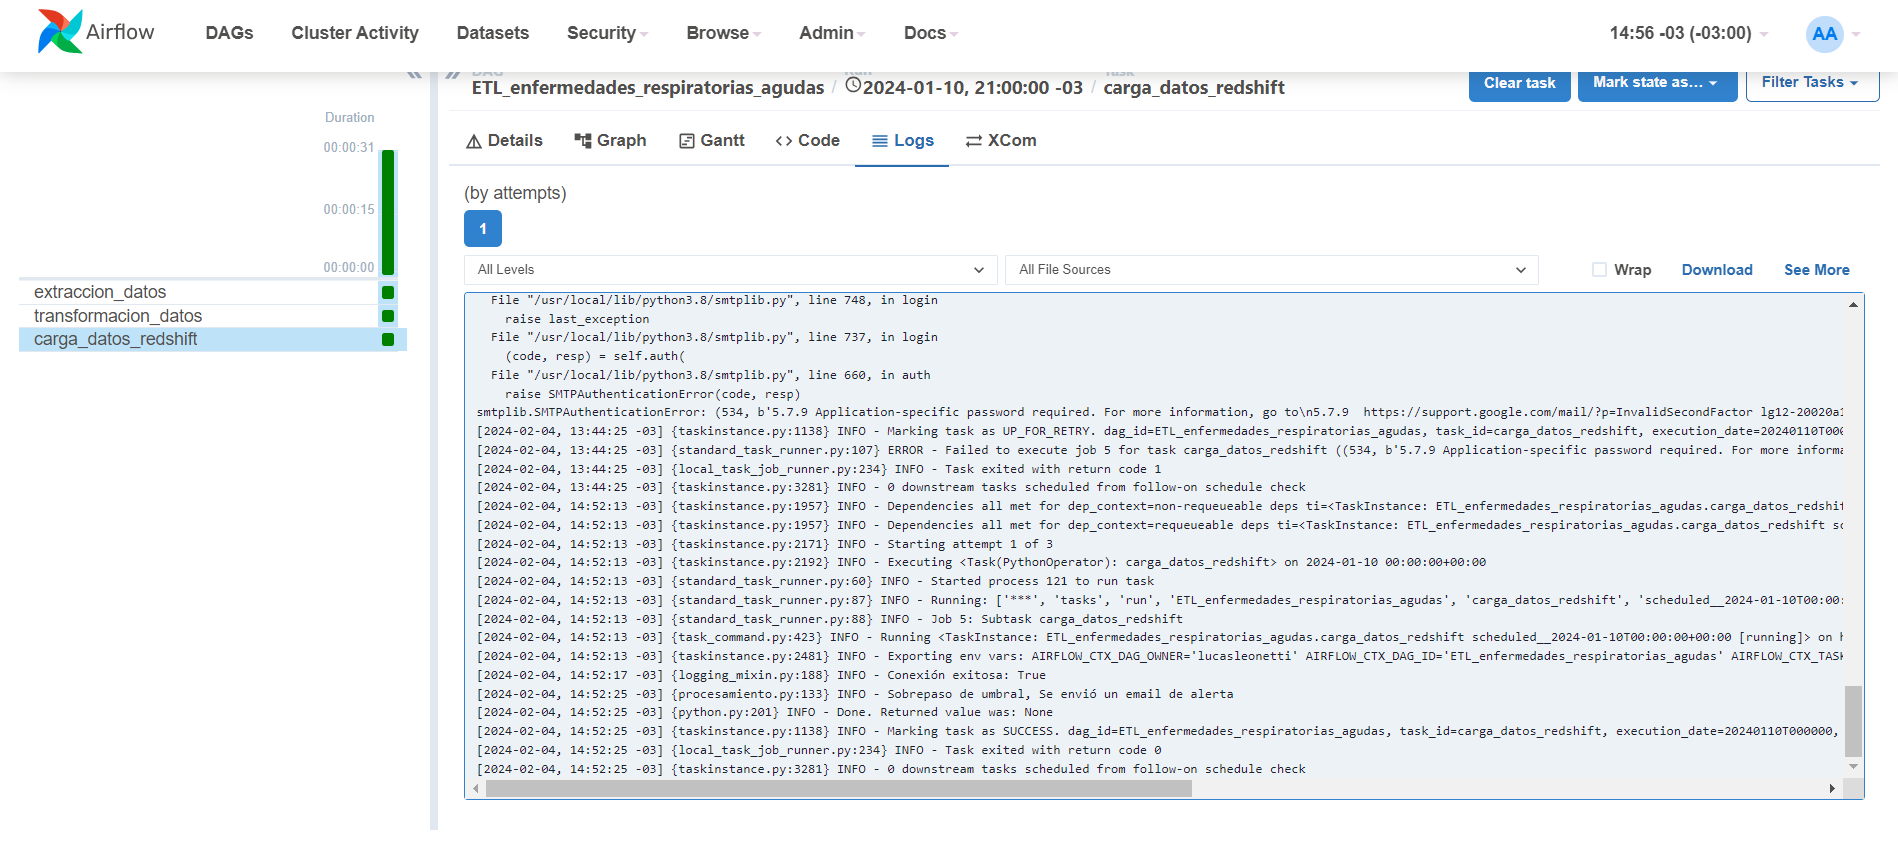 Airflow
DAGs
Cluster Activity
Datasets
Security
Browse
Admin
Docs
14:56 -03 (-03:00)
AA
DAG
Run
Task
ETL_enfermedades_respiratorias_agudas / 2024-01-10, 21:00:00 -03 / carga_datos_redshift
Clear task
Mark state as...
Filter Tasks
Duration
00:00:31
00:00:15
00:00:00
extraccion_datos
transformacion_datos
carga_datos_redshift
Details
Graph
Gantt
Code
Logs
XCom
(by attempts)
1
All Levels
All File Sources
Wrap
Download
See More
File "/usr/local/lib/python3.8/smtplib.py", line 748, in login
raise last_exception
File "/usr/local/lib/python3.8/smtplib.py", line 737, in login
(code, resp) = self.auth(
File "/usr/local/lib/python3.8/smtplib.py", line 660, in auth
raise SMTPAuthenticationError(code, resp)
smtplib.SMTPAuthenticationError: (534, b'5.7.9 Application-specific password required. For more information, go to\n5.7.9  https://support.google.com/mail/?p=InvalidSecondFactor lg12-20020a1
[2024-02-04, 13:44:25 -03] {taskinstance.py:1138} INFO - Marking task as UP_FOR_RETRY. dag_id=ETL_enfermedades_respiratorias_agudas, task_id=carga_datos_redshift, execution_date=20240110T000
[2024-02-04, 13:44:25 -03] {standard_task_runner.py:107} ERROR - Failed to execute job 5 for task carga_datos_redshift ((534, b'5.7.9 Application-specific password required. For more informa
[2024-02-04, 13:44:25 -03] {local_task_job_runner.py:234} INFO - Task exited with return code 1
[2024-02-04, 13:44:25 -03] {taskinstance.py:3281} INFO - 0 downstream tasks scheduled from follow-on schedule check
[2024-02-04, 14:52:13 -03] {taskinstance.py:1957} INFO - Dependencies all met for dep_context=non-requeueable deps ti=<TaskInstance: ETL_enfermedades_respiratorias_agudas.carga_datos_redshif
[2024-02-04, 14:52:13 -03] {taskinstance.py:1957} INFO - Dependencies all met for dep_context=requeueable deps ti=<TaskInstance: ETL_enfermedades_respiratorias_agudas.carga_datos_redshift sc
[2024-02-04, 14:52:13 -03] {taskinstance.py:2171} INFO - Starting attempt 1 of 3
[2024-02-04, 14:52:13 -03] {taskinstance.py:2192} INFO - Executing <Task(PythonOperator): carga_datos_redshift> on 2024-01-10 00:00:00+00:00
[2024-02-04, 14:52:13 -03] {standard_task_runner.py:60} INFO - Started process 121 to run task
[2024-02-04, 14:52:13 -03] {standard_task_runner.py:87} INFO - Running: ['***', 'tasks', 'run', 'ETL_enfermedades_respiratorias_agudas', 'carga_datos_redshift', 'scheduled__2024-01-10T00:00:
[2024-02-04, 14:52:13 -03] {standard_task_runner.py:88} INFO - Job 5: Subtask carga_datos_redshift
[2024-02-04, 14:52:13 -03] {task_command.py:423} INFO - Running <TaskInstance: ETL_enfermedades_respiratorias_agudas.carga_datos_redshift scheduled__2024-01-10T00:00:00+00:00 [running]> on h
[2024-02-04, 14:52:13 -03] {taskinstance.py:2481} INFO - Exporting env vars: AIRFLOW_CTX_DAG_OWNER='lucasleonetti' AIRFLOW_CTX_DAG_ID='ETL_enfermedades_respiratorias_agudas' AIRFLOW_CTX_TASK
[2024-02-04, 14:52:17 -03] {logging_mixin.py:188} INFO - Conexión exitosa: True
[2024-02-04, 14:52:25 -03] {procesamiento.py:133} INFO - Sobrepaso de umbral, Se envió un email de alerta
[2024-02-04, 14:52:25 -03] {python.py:201} INFO - Done. Returned value was: None
[2024-02-04, 14:52:25 -03] {taskinstance.py:1138} INFO - Marking task as SUCCESS. dag_id=ETL_enfermedades_respiratorias_agudas, task_id=carga_datos_redshift, execution_date=20240110T000000,
[2024-02-04, 14:52:25 -03] {local_task_job_runner.py:234} INFO - Task exited with return code 0
[2024-02-04, 14:52:25 -03] {taskinstance.py:3281} INFO - 0 downstream tasks scheduled from follow-on schedule check